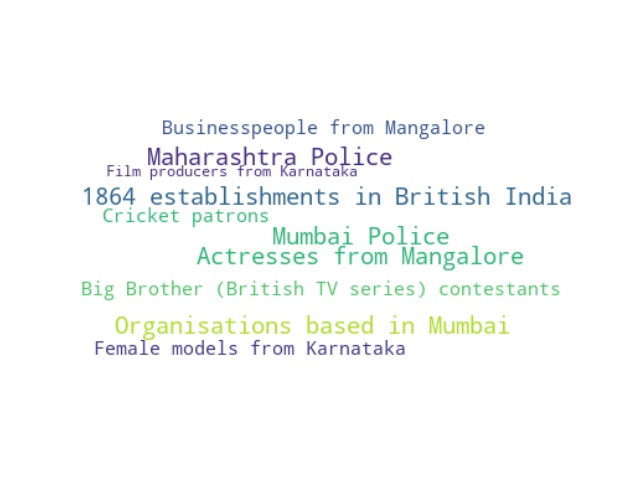 Businesspeople from Mangalore
Maharashtra Police
Film producers from Karnataka
1864 establishments in British India
Cricket patrons
Mumbai Police
Actresses from Mangalore
Big Brother (British TV series) contestants
Organisations based in Mumbai
Female models from Karnataka